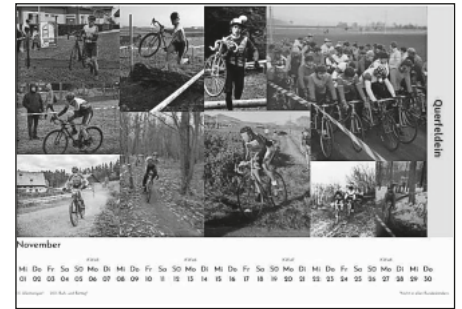 Querfeldein
November
Mi Do Fr Sa SO Mo Di Mi Do Fr Sa SO Mo Di Mi Do Fr Sa SO Mo Di Mi Do Fr Sa SO Mo Di Mi Do
01 02 03 04 05 06 07 08 09 10 11 12 13 14 15 16 17 18 19 20 21 22 23 24 25 26 27 28 29 30